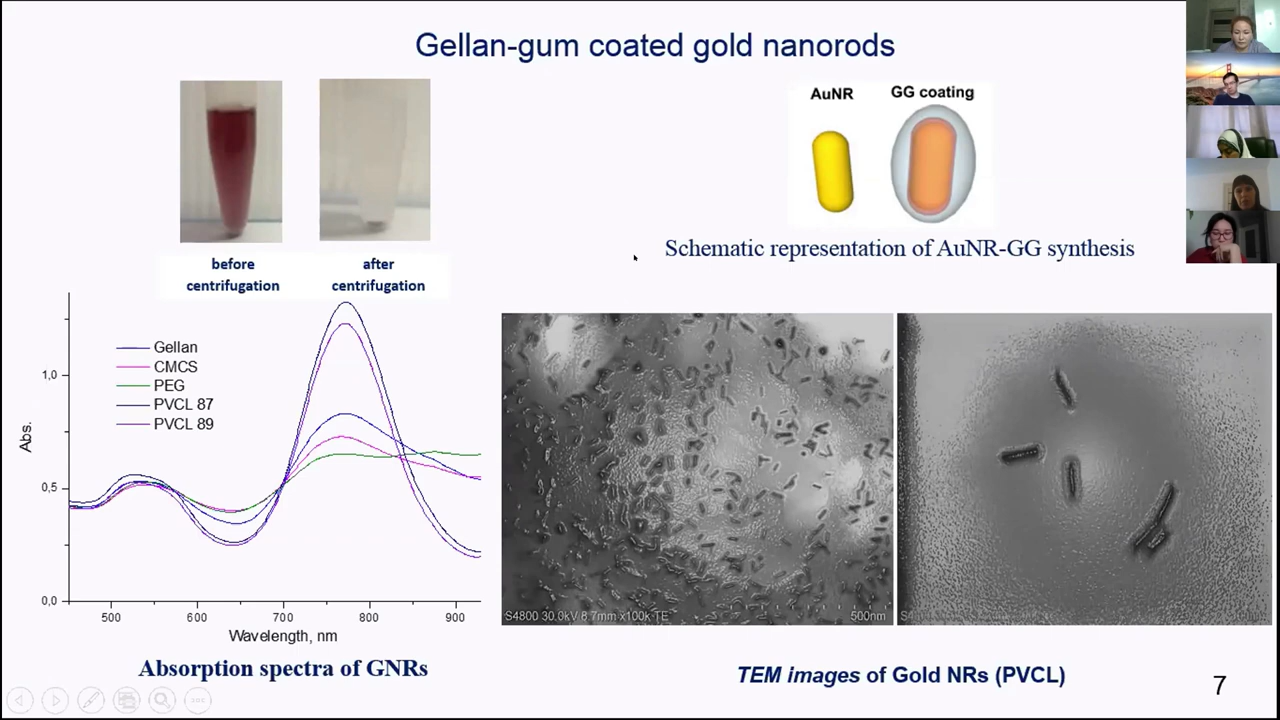 Gellan-gum coated gold nanorods
before
centrifugation
after
centrifugation
AuNR
GG coating
Schematic representation of AuNR-GG synthesis
Gellan
CMCS
PEG
PVCL 87
PVCL 89
Abs.
1,0
0,5
0,0
500
600
700
800
900
Wavelength, nm
Absorption spectra of GNRs
S4800 30.0kV 8.7mm x100k TE
500nm
TEM images of Gold NRs (PVCL)
7